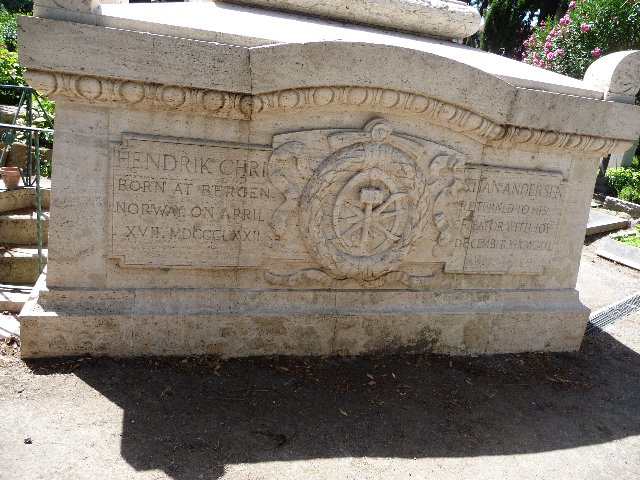 HENDRIK CHRI
BORN AT BERGEN
NORWAY, ON APRIL
XVII, MDCCCLXXII
STIAN ANDERSEN
RETURNED TO HIS
CREATOR WITH JOY
DECEMBER XIX MCMXL